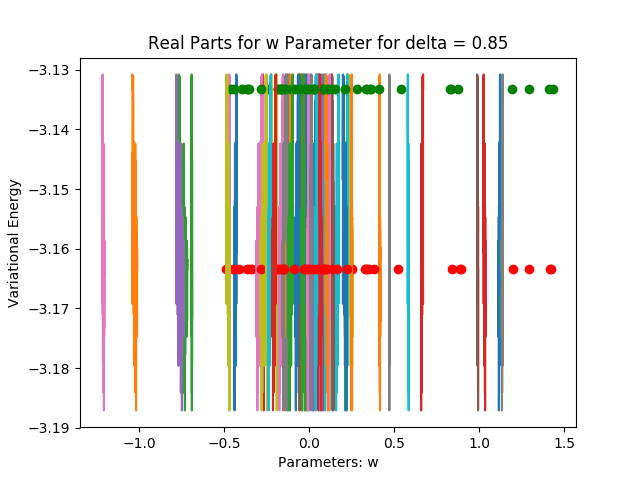 Real Parts for w Parameter for delta = 0.85
−3.13
−3.14
−3.15
−3.16
−3.17
−3.18
−3.19
Variational Energy
−1.0 −0.5 0.0 0.5 1.0 1.5
Parameters: w